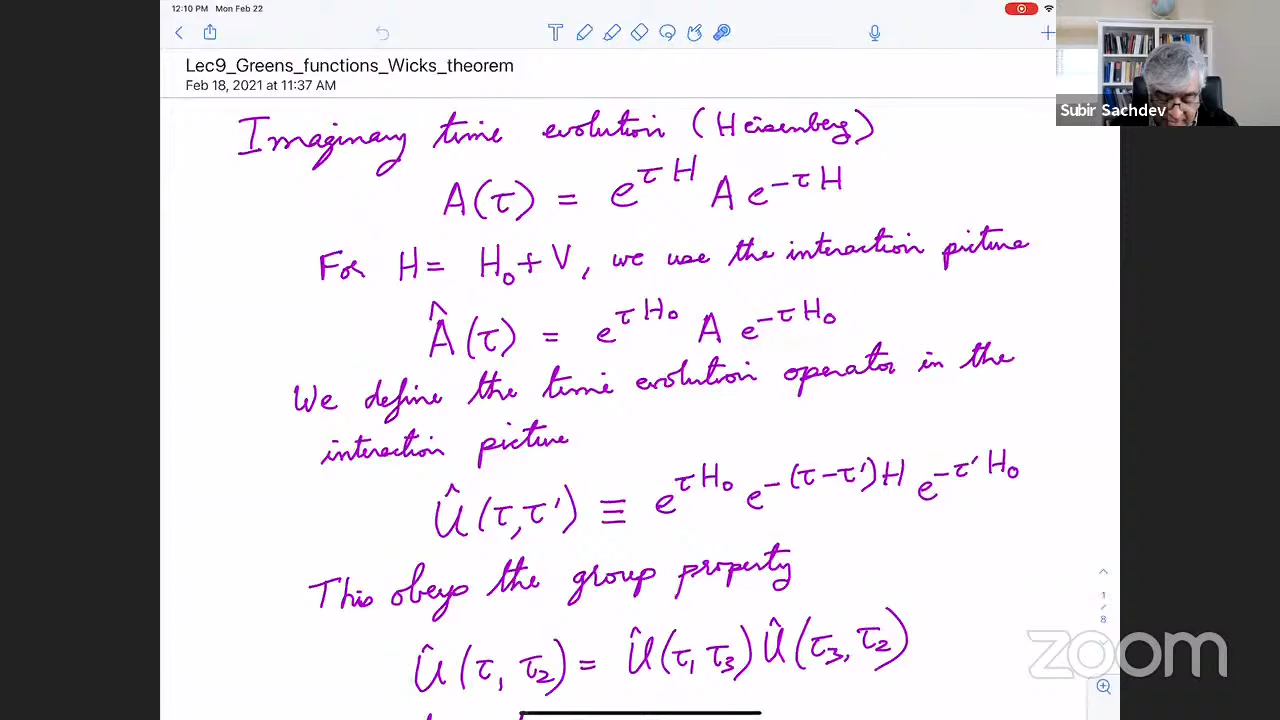 12:10 PM Mon Feb 22
Lec9_Greens_functions_Wicks_theorem
Feb 18, 2021 at 11:37 AM
Subir Sachdev
Imaginary time evolution (Heisenberg)
A(τ) = e^{τH} A e^{-τH}
For H = H₀ + V, we use the interaction picture
Â(τ) = e^{τH₀} A e^{-τH₀}
We define the time evolution operator in the
interaction picture
Û(τ,τ') ≡ e^{τH₀} e^{-(τ-τ')H} e^{-τ'H₀}
This obeys the group property
Û(τ₁ τ₂) = Û(τ₁ τ₃) Û(τ₃, τ₂)
1
/
8
zoom